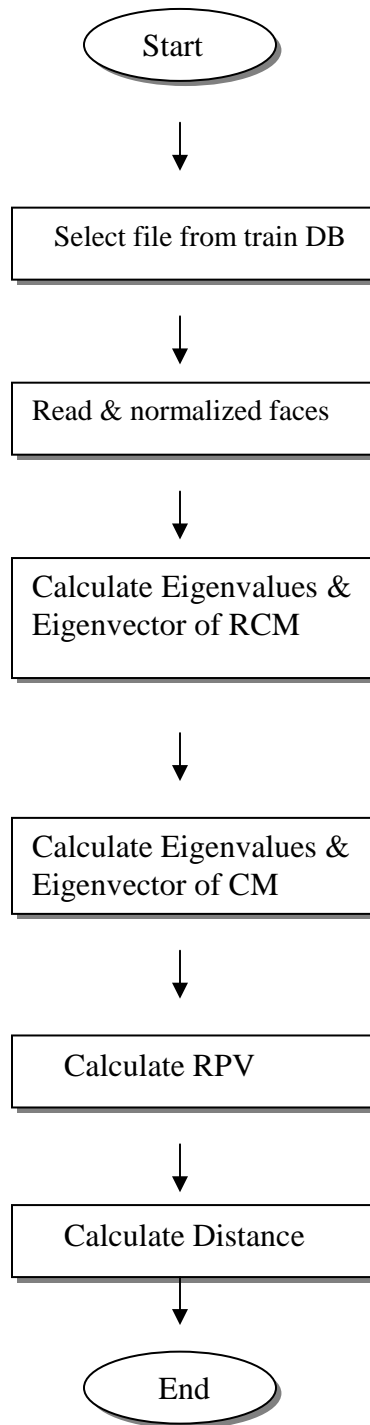 Start
Select file from train DB
Read & normalized faces
Calculate Eigenvalues &
Eigenvector of RCM
Calculate Eigenvalues &
Eigenvector of CM
Calculate RPV
Calculate Distance
End